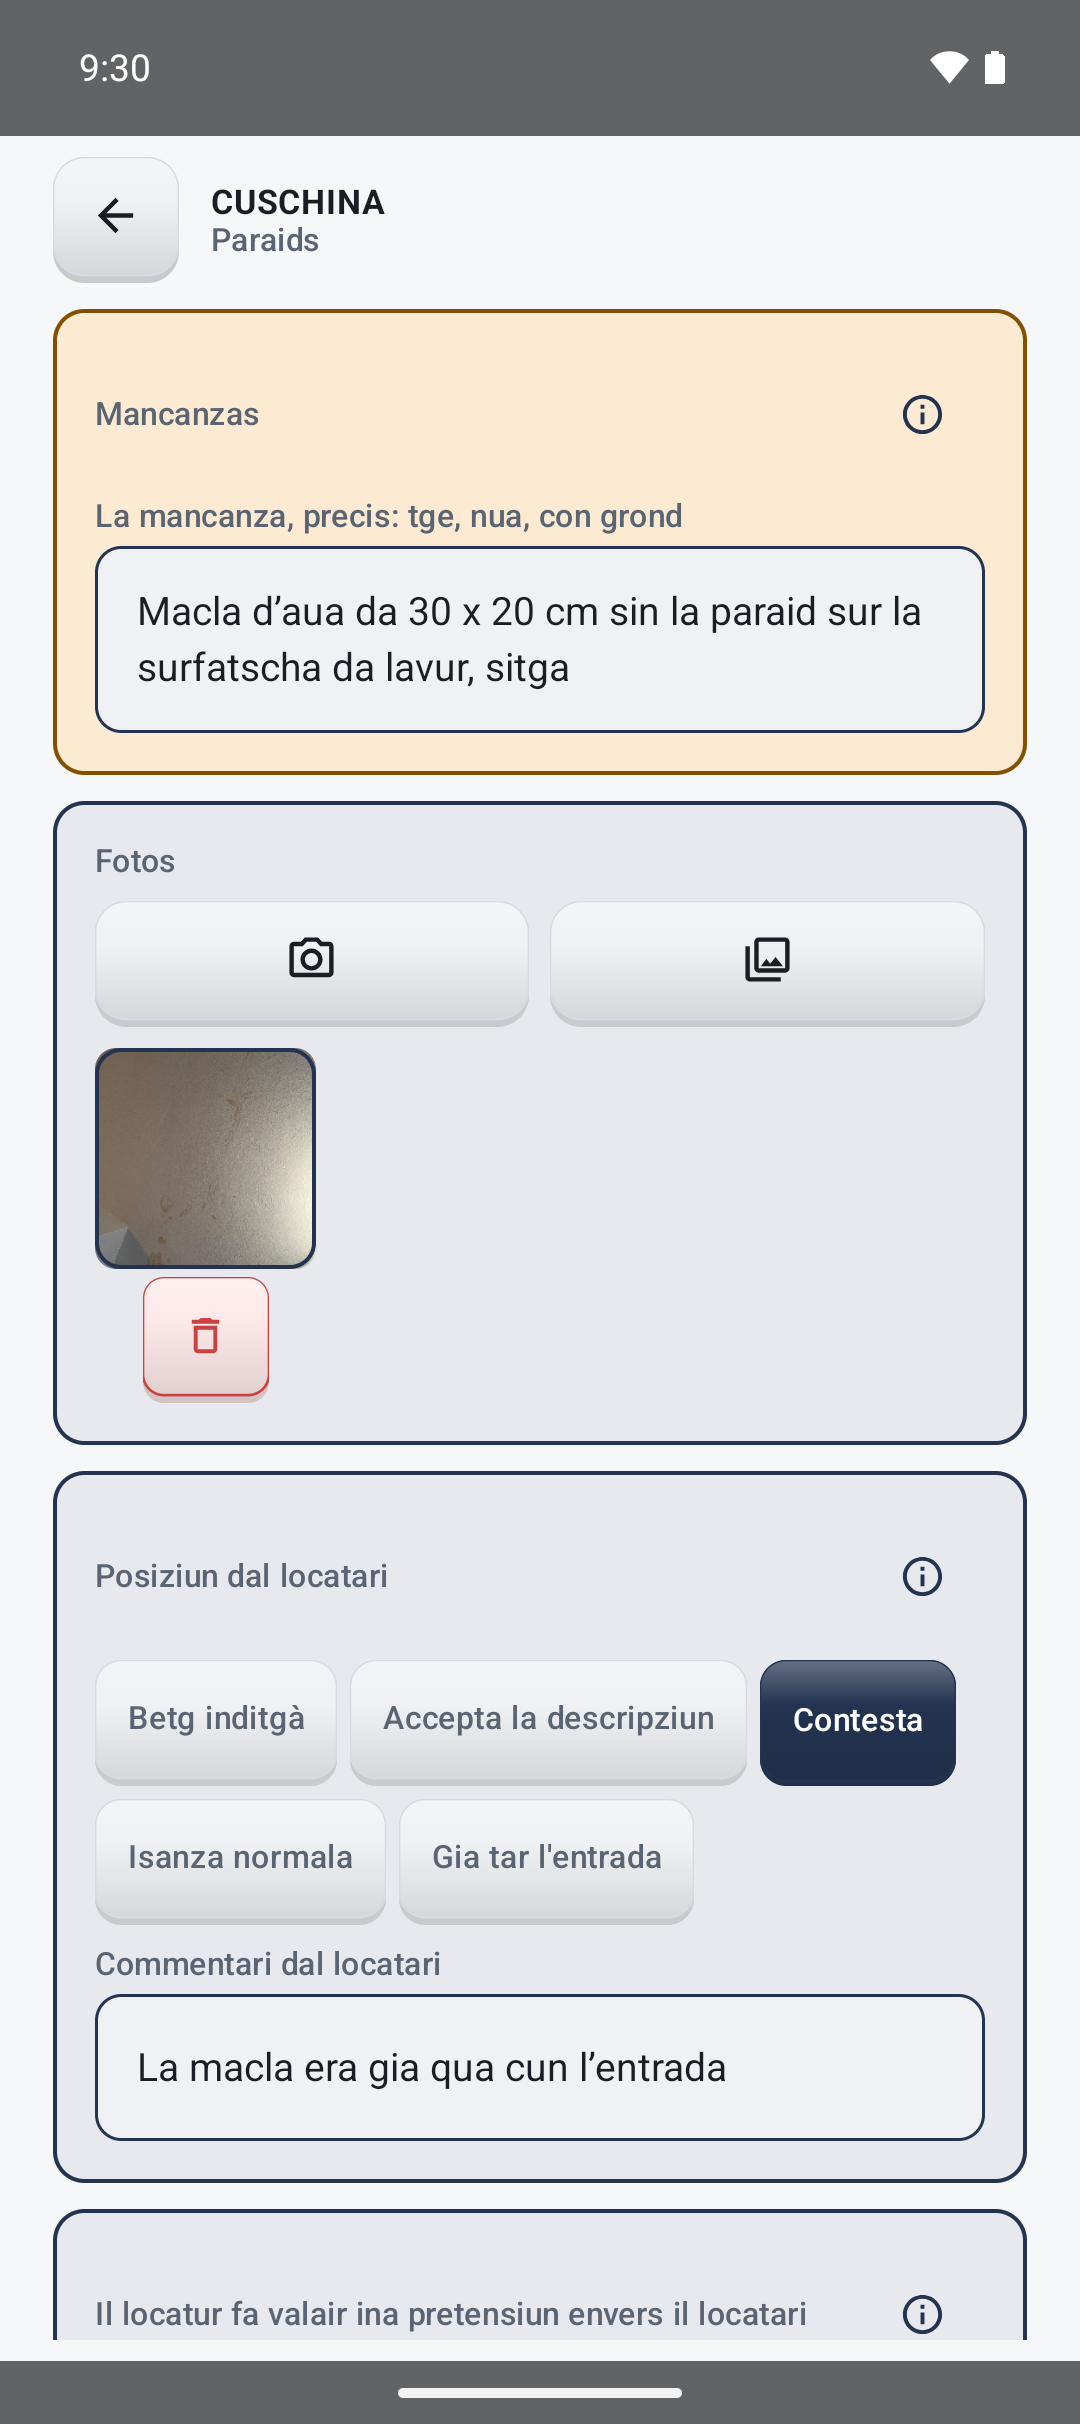 9:30
CUSCHINA
Paraids
Mancanzas
La mancanza, precis: tge, nua, con grond
Macla d’aua da 30 x 20 cm sin la paraid sur la
surfatscha da lavur, sitga
Fotos
Posiziun dal locatari
Betg inditgà
Accepta la descripziun
Contesta
Isanza normala
Gia tar l'entrada
Commentari dal locatari
La macla era gia qua cun l’entrada
Il locatur fa valair ina pretensiun envers il locatari